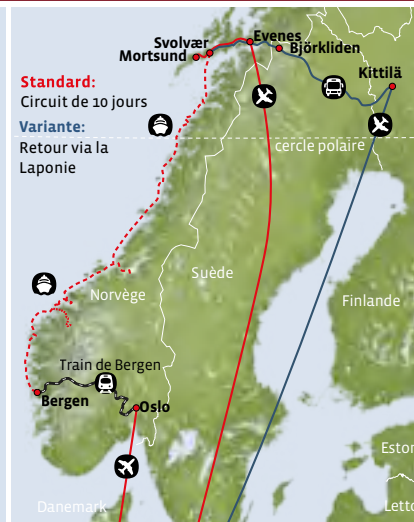 Svolvær
Evenes
Mortsund
Björkliden
Kittilä
Standard:
Circuit de 10 jours
Variante:
Retour via la
Laponie
cercle polaire
Suède
Norvège
Finlande
Train de Bergen
Bergen
Oslo
Eston
Danemark
Letto